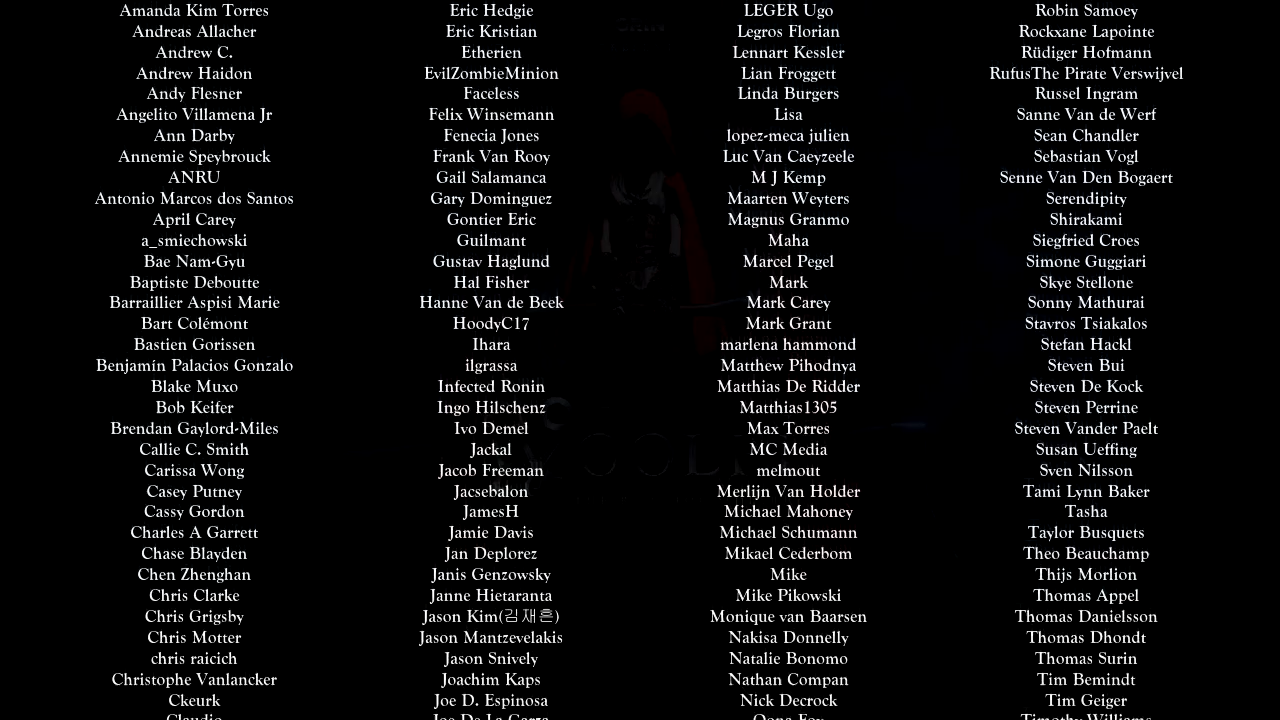 Amanda Kim Torres
Andreas Allacher
Andrew C.
Andrew Haidon
Andy Flesner
Angelito Villamena Jr
Ann Darby
Annemie Speybrouck
ANRU
Antonio Marcos dos Santos
April Carey
a_smiechowski
Bae Nam-Gyu
Baptiste Deboutte
Barraillier Aspisi Marie
Bart Colémont
Bastien Gorissen
Benjamín Palacios Gonzalo
Blake Muxo
Bob Keifer
Brendan Gaylord-Miles
Callie C. Smith
Carissa Wong
Casey Putney
Cassy Gordon
Charles A Garrett
Chase Blayden
Chen Zhenghan
Chris Clarke
Chris Grigsby
Chris Motter
chris raicich
Christophe Vanlancker
Ckeurk
Claudio
Eric Hedgie
Eric Kristian
Etherien
EvilZombieMinion
Faceless
Felix Winsemann
Fenecia Jones
Frank Van Rooy
Gail Salamanca
Gary Dominguez
Gontier Eric
Guilmant
Gustav Haglund
Hal Fisher
Hanne Van de Beek
HoodyC17
Ihara
ilgrassa
Infected Ronin
Ingo Hilschenz
Ivo Demel
Jackal
Jacob Freeman
Jacsebalon
JamesH
Jamie Davis
Jan Deplorez
Janis Genzowsky
Janne Hietaranta
Jason Kim(김재흔)
Jason Mantzevelakis
Jason Snively
Joachim Kaps
Joe D. Espinosa
Joe De La Garza
LEGER Ugo
Legros Florian
Lennart Kessler
Lian Froggett
Linda Burgers
Lisa
lopez-meca julien
Luc Van Caeyzeele
M J Kemp
Maarten Weyters
Magnus Granmo
Maha
Marcel Pegel
Mark
Mark Carey
Mark Grant
marlena hammond
Matthew Pihodnya
Matthias De Ridder
Matthias1305
Max Torres
MC Media
melmout
Merlijn Van Holder
Michael Mahoney
Michael Schumann
Mikael Cederbom
Mike
Mike Pikowski
Monique van Baarsen
Nakisa Donnelly
Natalie Bonomo
Nathan Compan
Nick Decrock
Oona Fox
Robin Samoey
Rockxane Lapointe
Rüdiger Hofmann
RufusThe Pirate Verswijvel
Russel Ingram
Sanne Van de Werf
Sean Chandler
Sebastian Vogl
Senne Van Den Bogaert
Serendipity
Shirakami
Siegfried Croes
Simone Guggiari
Skye Stellone
Sonny Mathurai
Stavros Tsiakalos
Stefan Hackl
Steven Bui
Steven De Kock
Steven Perrine
Steven Vander Paelt
Susan Ueffing
Sven Nilsson
Tami Lynn Baker
Tasha
Taylor Busquets
Theo Beauchamp
Thijs Morlion
Thomas Appel
Thomas Danielsson
Thomas Dhondt
Thomas Surin
Tim Bemindt
Tim Geiger
Timothy Williams